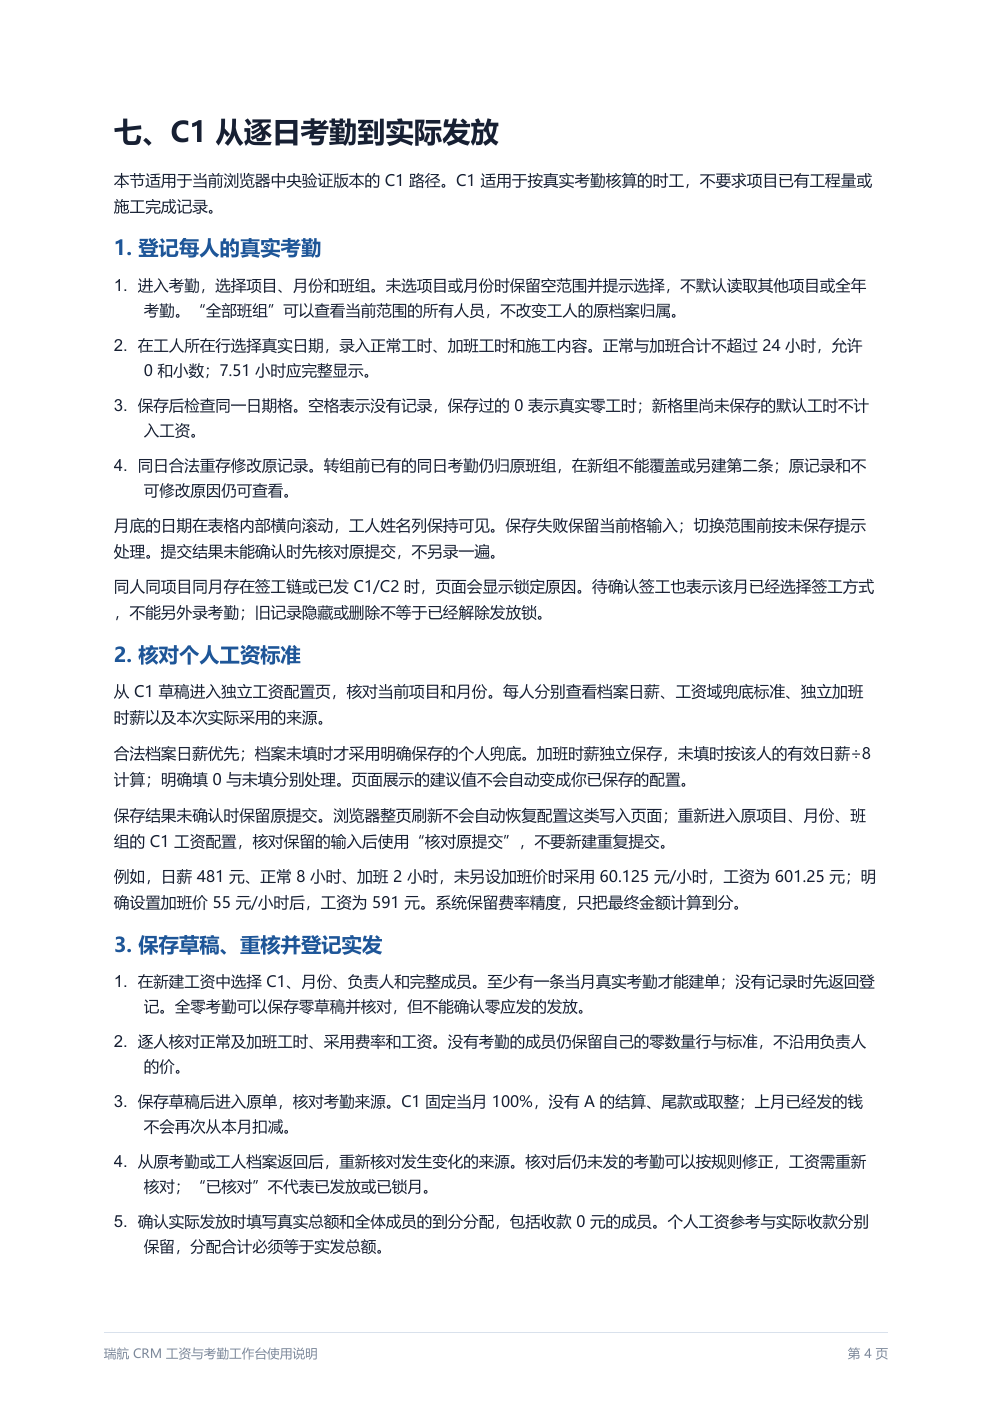 七、C1 从逐日考勤到实际发放
本节适用于当前浏览器中央验证版本的 C1 路径。C1 适用于按真实考勤核算的时工，不要求项目已有工程量或
施工完成记录。
1. 登记每人的真实考勤
1. 进入考勤，选择项目、月份和班组。未选项目或月份时保留空范围并提示选择，不默认读取其他项目或全年
考勤。“全部班组”可以查看当前范围的所有人员，不改变工人的原档案归属。
2. 在工人所在行选择真实日期，录入正常工时、加班工时和施工内容。正常与加班合计不超过 24 小时，允许
0 和小数；7.51 小时应完整显示。
3. 保存后检查同一日期格。空格表示没有记录，保存过的 0 表示真实零工时；新格里尚未保存的默认工时不计
入工资。
4. 同日合法重存修改原记录。转组前已有的同日考勤仍归原班组，在新组不能覆盖或另建第二条；原记录和不
可修改原因仍可查看。
月底的日期在表格内部横向滚动，工人姓名列保持可见。保存失败保留当前格输入；切换范围前按未保存提示
处理。提交结果未能确认时先核对原提交，不另录一遍。
同人同项目同月存在签工链或已发 C1/C2 时，页面会显示锁定原因。待确认签工也表示该月已经选择签工方式
，不能另外录考勤；旧记录隐藏或删除不等于已经解除发放锁。
2. 核对个人工资标准
从 C1 草稿进入独立工资配置页，核对当前项目和月份。每人分别查看档案日薪、工资域兜底标准、独立加班
时薪以及本次实际采用的来源。
合法档案日薪优先；档案未填时才采用明确保存的个人兜底。加班时薪独立保存，未填时按该人的有效日薪÷8
计算；明确填 0 与未填分别处理。页面展示的建议值不会自动变成你已保存的配置。
保存结果未确认时保留原提交。浏览器整页刷新不会自动恢复配置这类写入页面；重新进入原项目、月份、班
组的 C1 工资配置，核对保留的输入后使用“核对原提交”，不要新建重复提交。
例如，日薪 481 元、正常 8 小时、加班 2 小时，未另设加班价时采用 60.125 元/小时，工资为 601.25 元；明
确设置加班价 55 元/小时后，工资为 591 元。系统保留费率精度，只把最终金额计算到分。
3. 保存草稿、重核并登记实发
1. 在新建工资中选择 C1、月份、负责人和完整成员。至少有一条当月真实考勤才能建单；没有记录时先返回登
记。全零考勤可以保存零草稿并核对，但不能确认零应发的发放。
2. 逐人核对正常及加班工时、采用费率和工资。没有考勤的成员仍保留自己的零数量行与标准，不沿用负责人
的价。
3. 保存草稿后进入原单，核对考勤来源。C1 固定当月 100%，没有 A 的结算、尾款或取整；上月已经发的钱
不会再次从本月扣减。
4. 从原考勤或工人档案返回后，重新核对发生变化的来源。核对后仍未发的考勤可以按规则修正，工资需重新
核对；“已核对”不代表已发放或已锁月。
5. 确认实际发放时填写真实总额和全体成员的到分分配，包括收款 0 元的成员。个人工资参考与实际收款分别
保留，分配合计必须等于实发总额。
瑞航 CRM 工资与考勤工作台使用说明
第 4 页